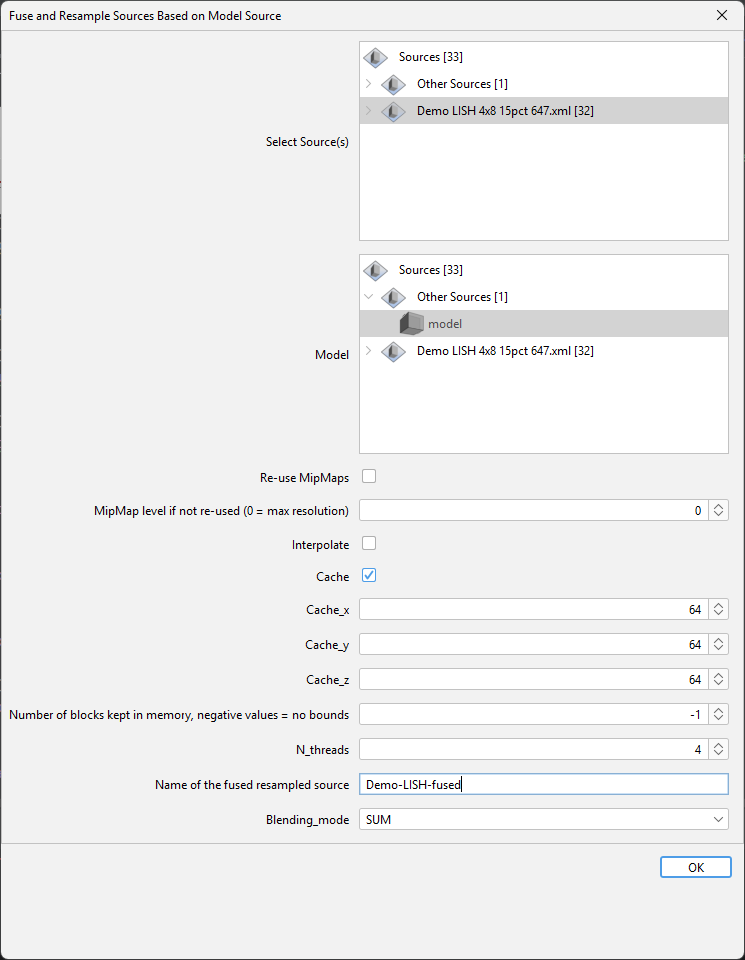 Fuse and Resample Sources Based on Model Source
Sources [33]
Other Sources [1]
Demo LISH 4x8 15pct 647.xml [32]
Select Source(s)
Sources [33]
Other Sources [1]
model
Model
Demo LISH 4x8 15pct 647.xml [32]
Re-use MipMaps
MipMap level if not re-used (0 = max resolution) 0
Interpolate
Cache
Cache_x 64
Cache_y 64
Cache_z 64
Number of blocks kept in memory, negative values = no bounds -1
N_threads 4
Name of the fused resampled source Demo-LISH-fused
Blending_mode SUM
OK